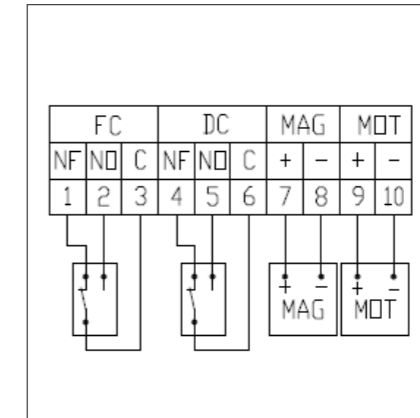 FC DC MAG MOT
NF NO C NF NO C + - + -
1 2 3 4 5 6 7 8 9 10
+ - + -
MAG MOT